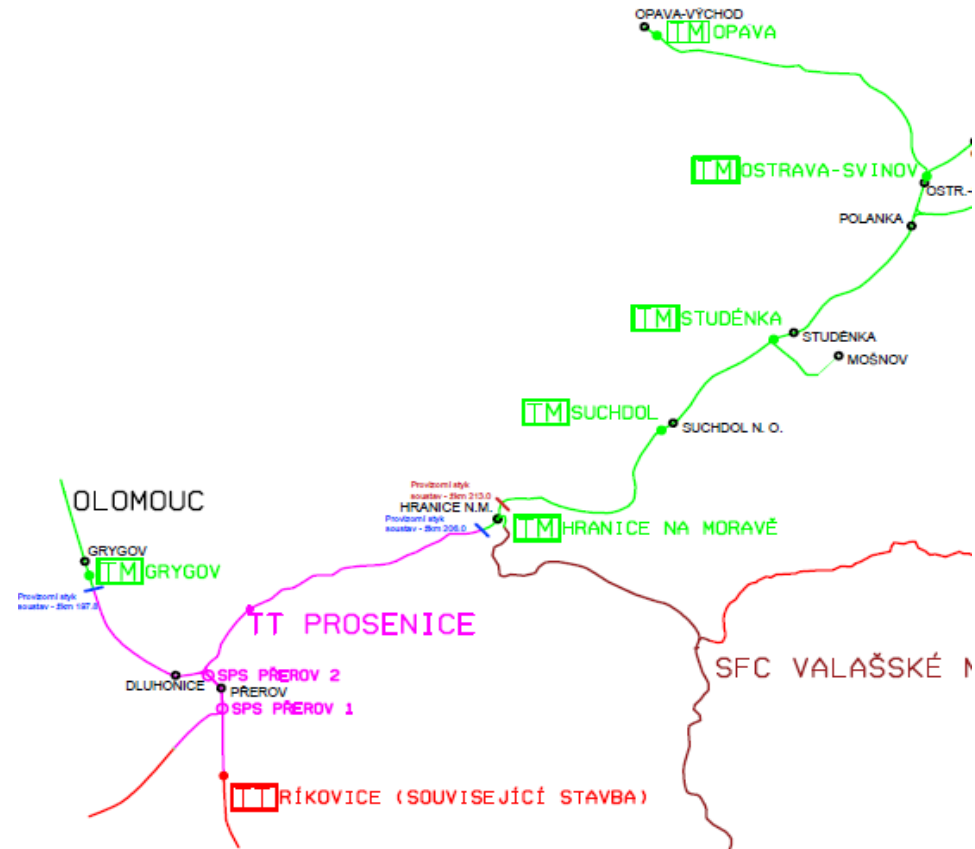 OPAVA-VÝCHOD
TM OPAVA
TM OSTRAVA-SVINOV
OSTR.-
POLANKA
TM STUDÉNKA
STUDÉNKA
MOŠNOV
TM SUCHDOL
SUCHDOL N. O.
Provizorní styk
soustav - žkm 213.0
HRANICE N.M.
Provizorní styk
soustav - žkm 206.0
TM HRANICE NA MORAVĚ
OLOMOUC
GRYGOV
TM GRYGOV
Provizorní styk
soustav - žkm 197.8
TT PROSENICE
SFC VALAŠSKÉ M
SPS PŘEROV 2
DLUHONICE
PŘEROV
SPS PŘEROV 1
TT RÍKOVICE (SOUVISEJÍCÍ STAVBA)